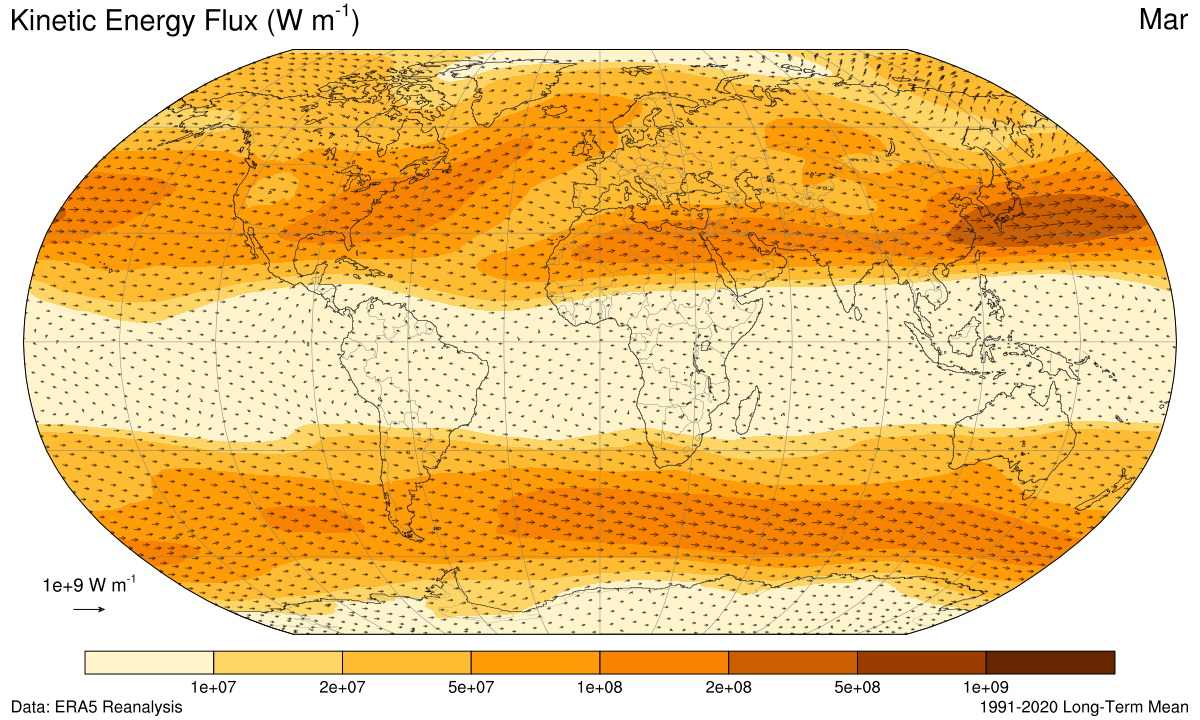 Kinetic Energy Flux (W m⁻¹)
Mar
1e+9 W m⁻¹
1e+07 2e+07 5e+07 1e+08 2e+08 5e+08 1e+09
Data: ERA5 Reanalysis
1991-2020 Long-Term Mean